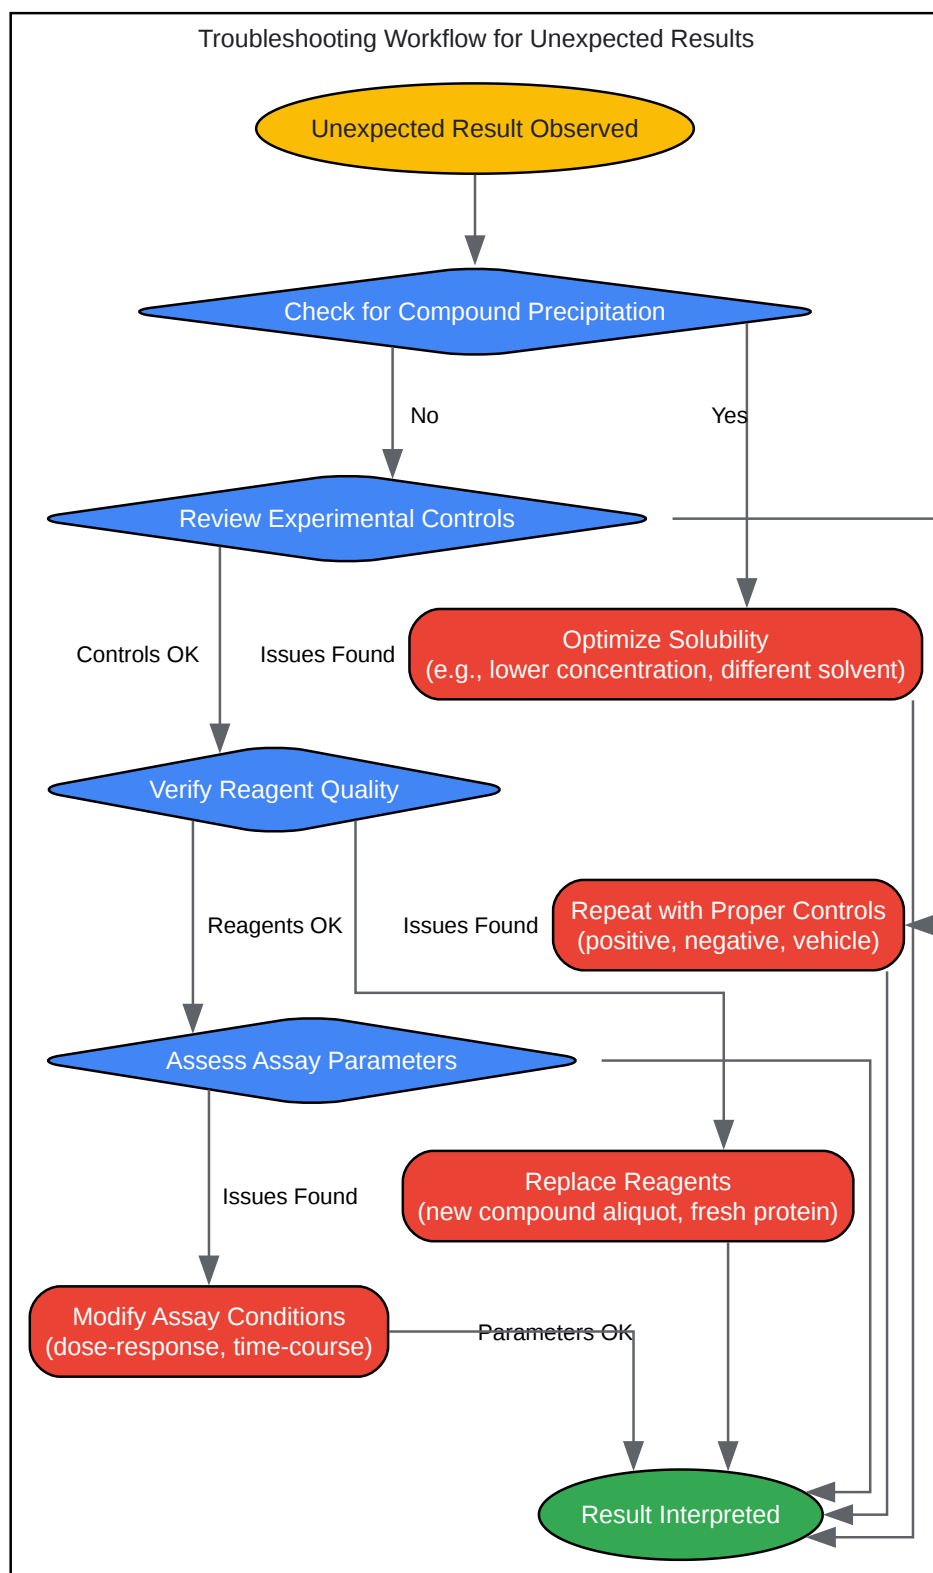 Troubleshooting Workflow for Unexpected Results
Unexpected Result Observed
Check for Compound Precipitation
No
Yes
Review Experimental Controls
Controls OK
Issues Found
Optimize Solubility
(e.g., lower concentration, different solvent)
Verify Reagent Quality
Reagents OK
Issues Found
Repeat with Proper Controls
(positive, negative, vehicle)
Assess Assay Parameters
Issues Found
Replace Reagents
(new compound aliquot, fresh protein)
Modify Assay Conditions
(dose-response, time-course)
Parameters OK
Result Interpreted